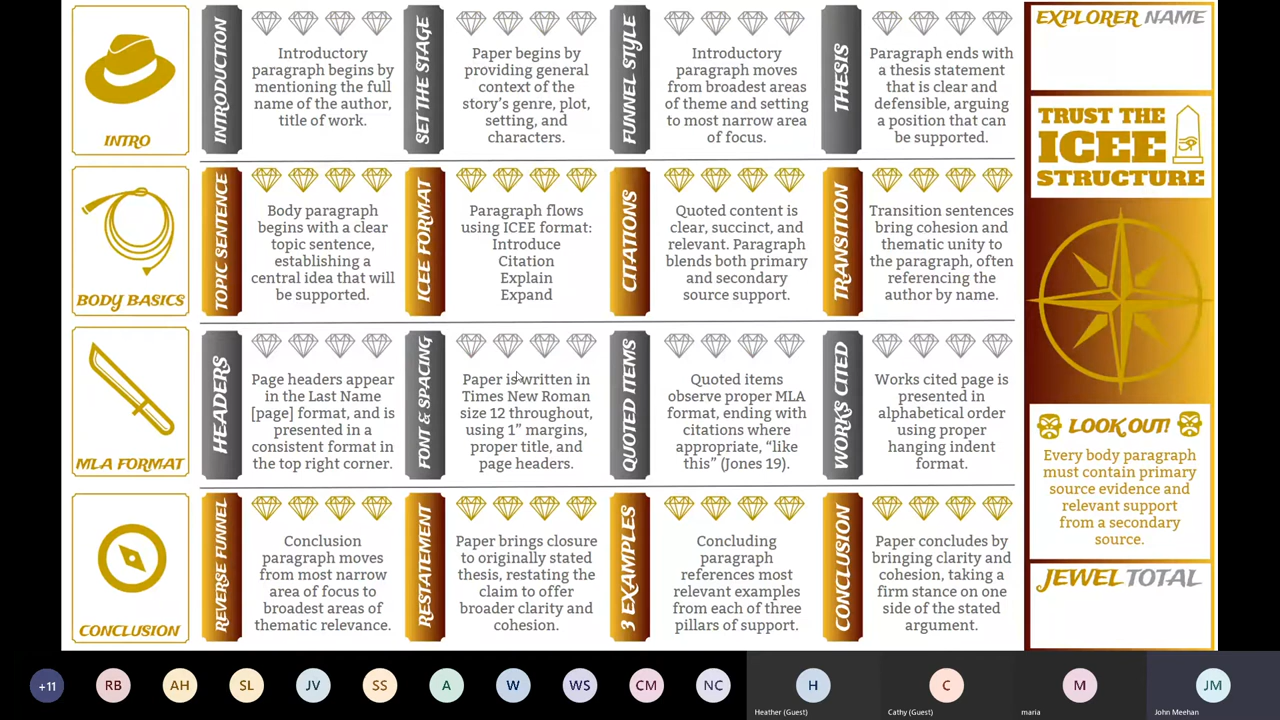 INTRO
INTRODUCTION
Introductory
paragraph begins by
mentioning the full
name of the author,
title of work.
SET THE STAGE
Paper begins by
providing general
context of the
story's genre, plot,
setting, and
characters.
FUNNEL STYLE
Introductory
paragraph moves
from broadest areas
of theme and setting
to most narrow area
of focus.
THESIS
Paragraph ends with
a thesis statement
that is clear and
defensible, arguing
a position that can
be supported.
BODY BASICS
TOPIC SENTENCE
Body paragraph
begins with a clear
topic sentence,
establishing a
central idea that will
be supported.
ICEE FORMAT
Paragraph flows
using ICEE format:
Introduce
Citation
Explain
Expand
CITATIONS
Quoted content is
clear, succinct, and
relevant. Paragraph
blends both primary
and secondary
source support.
TRANSITION
Transition sentences
bring cohesion and
thematic unity to
the paragraph, often
referencing the
author by name.
MLA FORMAT
HEADERS
Page headers appear
in the Last Name
[page] format, and is
presented in a
consistent format in
the top right corner.
FONT & SPACING
Paper is written in
Times New Roman
size 12 throughout,
using 1" margins,
proper title, and
page headers.
QUOTED ITEMS
Quoted items
observe proper MLA
format, ending with
citations where
appropriate, "like
this" (Jones 19).
WORKS CITED
Works cited page is
presented in
alphabetical order
using proper
hanging indent
format.
CONCLUSION
REVERSE FUNNEL
Conclusion
paragraph moves
from most narrow
area of focus to
broadest areas of
thematic relevance.
RESTATEMENT
Paper brings closure
to originally stated
thesis, restating the
claim to offer
broader clarity and
cohesion.
3 EXAMPLES
Concluding
paragraph
references most
relevant examples
from each of three
pillars of support.
CONCLUSION
Paper concludes by
bringing clarity and
cohesion, taking a
firm stance on one
side of the stated
argument.
EXPLORER NAME
TRUST THE
ICEE
STRUCTURE
LOOK OUT!
Every body paragraph
must contain primary
source evidence and
relevant support
from a secondary
source.
JEWEL TOTAL
+11
RB
AH
SL
JV
SS
A
W
WS
CM
NC
H
Heather (Guest)
C
Cathy (Guest)
M
maria
JM
John Meehan